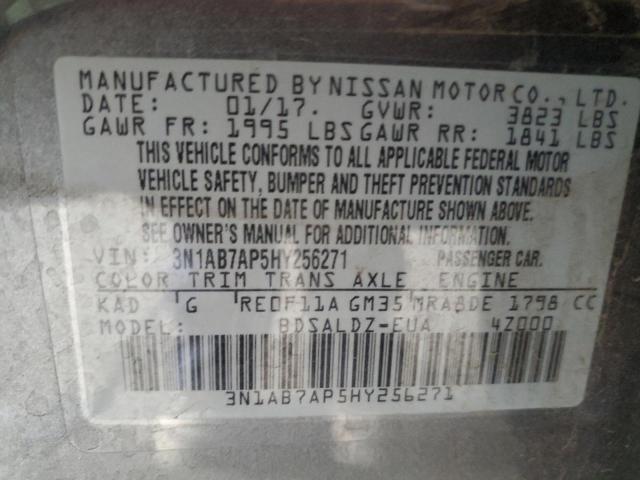 MANUFACTURED BY NISSAN MOTOR CO., LTD.
DATE: 01/17. GVWR: 3823 LBS
GAWR FR: 1995 LBS GAWR RR: 1841 LBS
THIS VEHICLE CONFORMS TO ALL APPLICABLE FEDERAL MOTOR
VEHICLE SAFETY, BUMPER AND THEFT PREVENTION STANDARDS
IN EFFECT ON THE DATE OF MANUFACTURE SHOWN ABOVE.
SEE OWNER'S MANUAL FOR ADDITIONAL INFORMATION.
VIN: 3N1AB7AP5HY256271 PASSENGER CAR.
COLOR TRIM TRANS AXLE ENGINE
KAD G RE0F11A GM35 MRA8DE 1798 CC
MODEL: BDSALDZ-EUA 4Z000
3N1AB7AP5HY256271